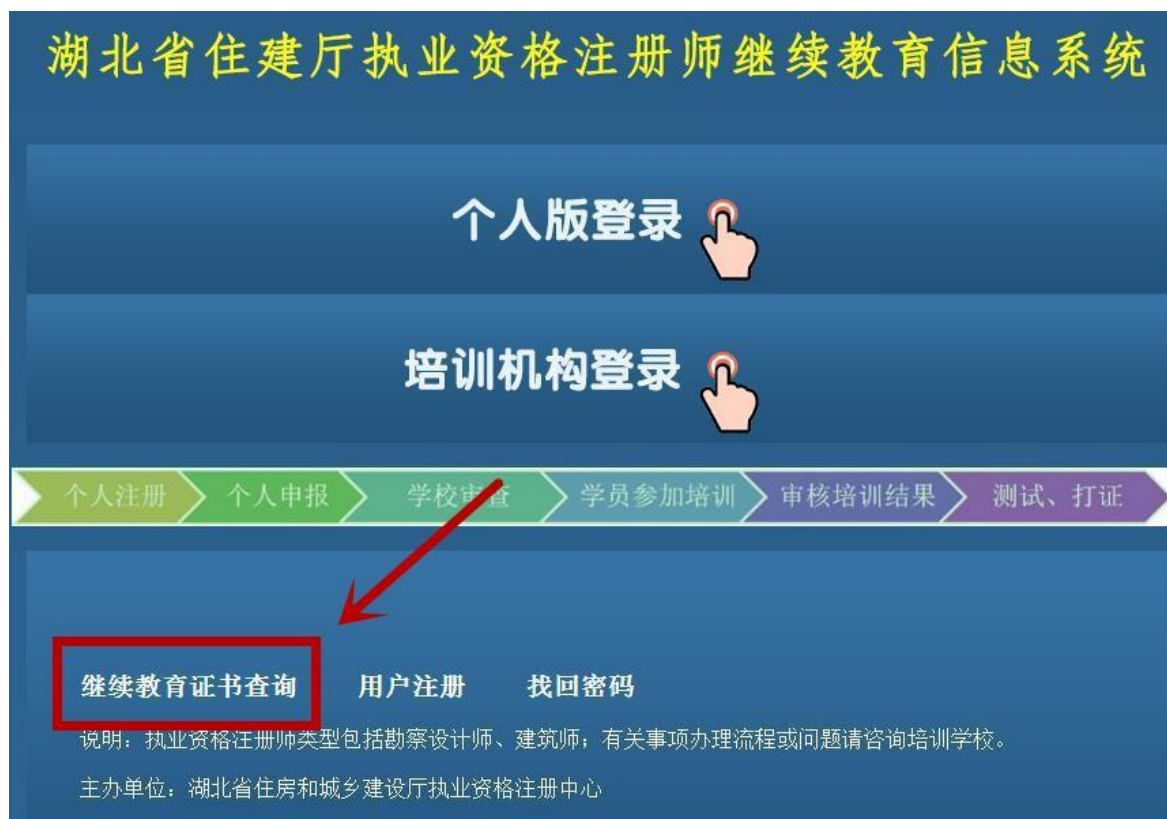 湖北省住建厅执业资格注册师继续教育信息系统
个人版登录
培训机构登录
个人注册 个人申报 学校审查 学员参加培训 审核培训结果 测试、打证
继续教育证书查询 用户注册 找回密码
说明：执业资格注册师类型包括勘察设计师、建筑师；有关事项办理流程或问题请咨询培训学校。
主办单位：湖北省住房和城乡建设厅执业资格注册中心